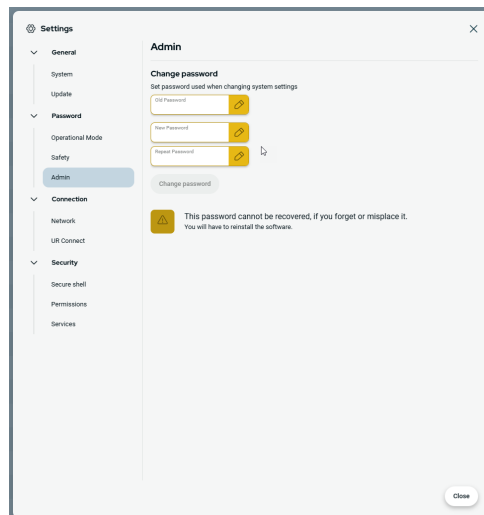 Settings
General
System
Update
Password
Operational Mode
Safety
Admin
Connection
Network
UR Connect
Security
Secure shell
Permissions
Services
Admin
Change password
Set password used when changing system settings
Old Password
New Password
Repeat Password
Change password
This password cannot be recovered, if you forget or misplace it.
You will have to reinstall the software.
Close